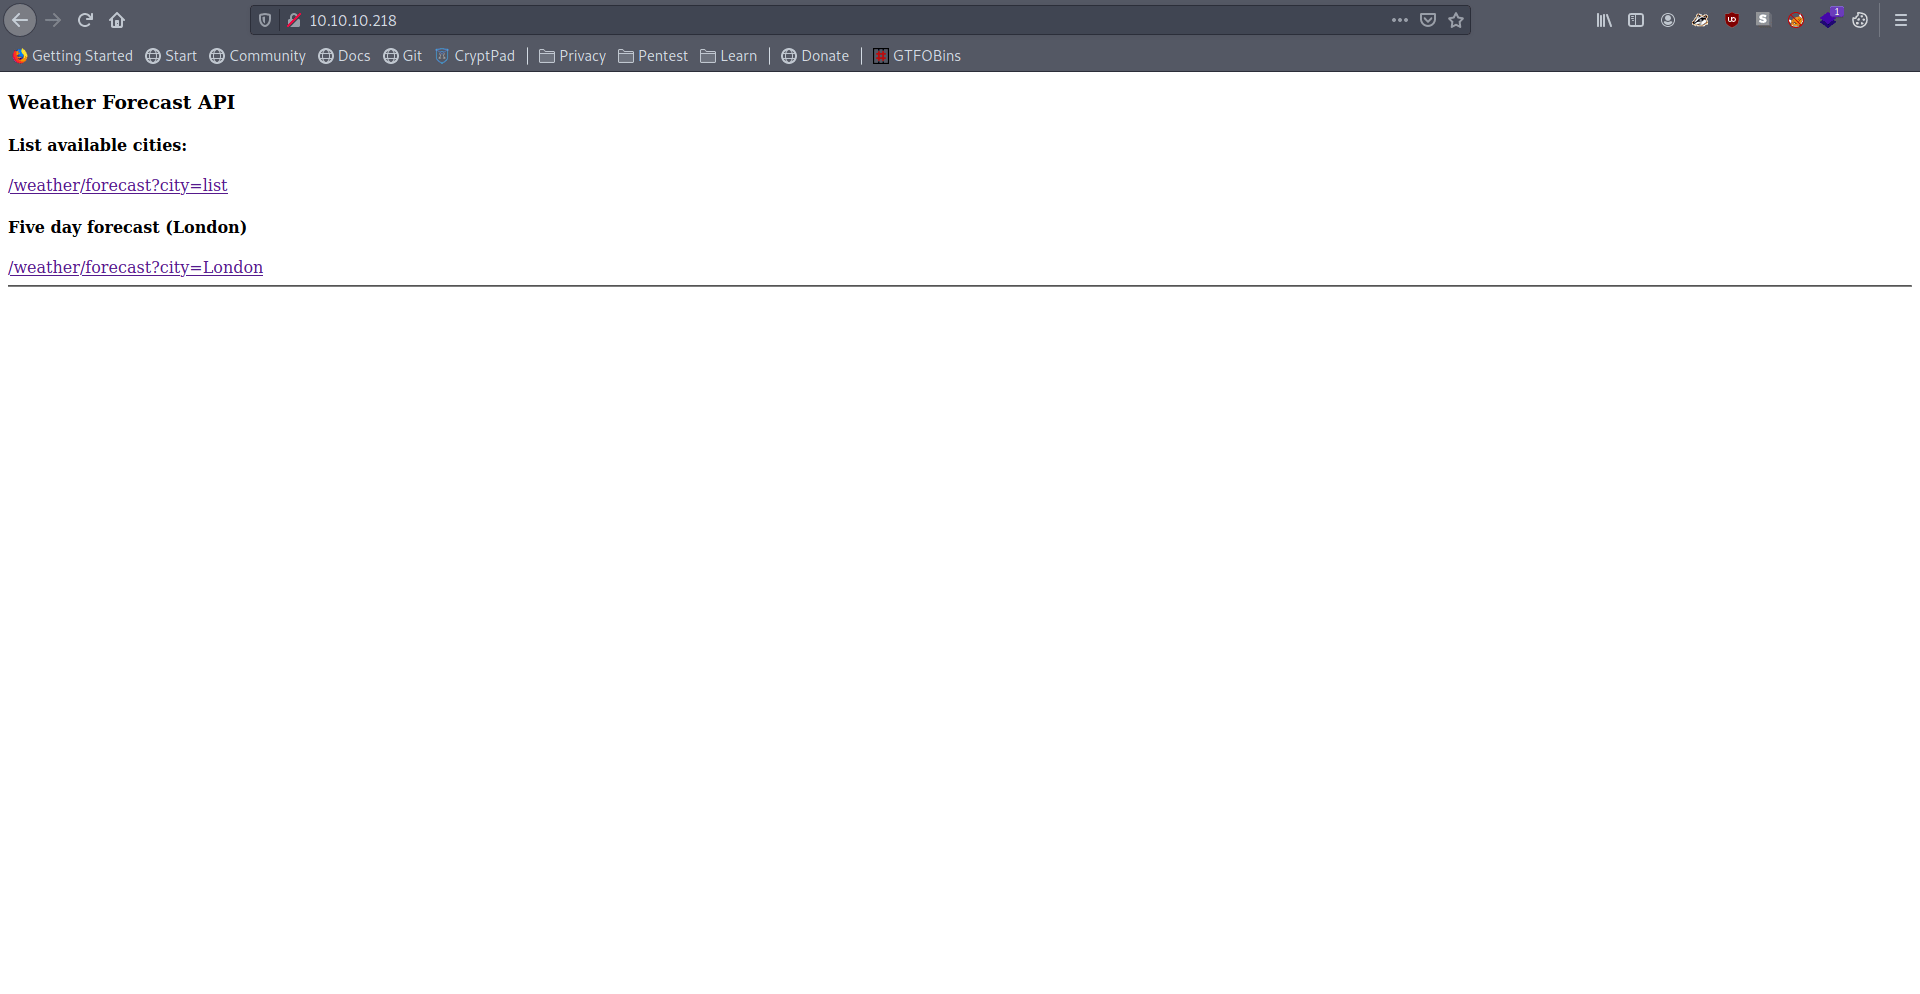 10.10.10.218
1
Getting Started Start Community Docs Git CryptPad Privacy Pentest Learn Donate GTFOBins
Weather Forecast API
List available cities:
/weather/forecast?city=list
Five day forecast (London)
/weather/forecast?city=London